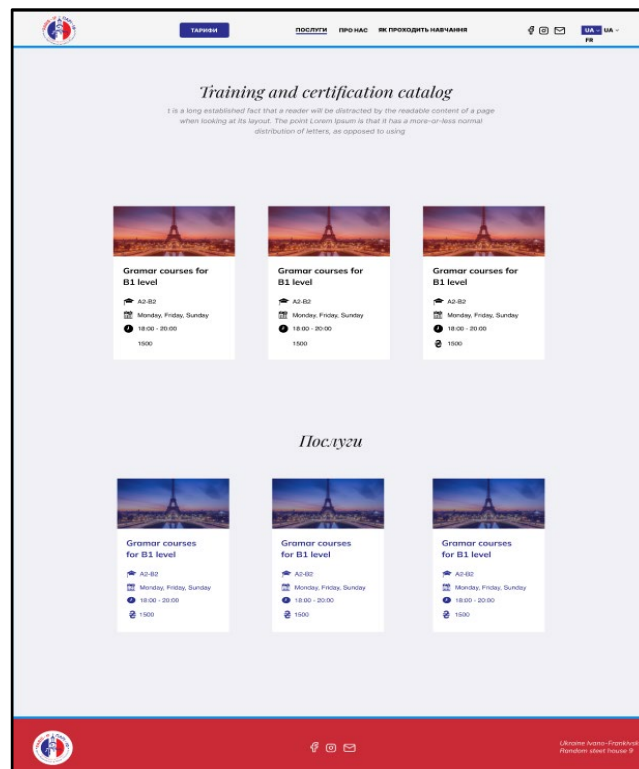 ТАРИФИ ПОСЛУГИ ПРО НАС ЯК ПРОХОДИТЬ НАВЧАННЯ UA UA
FR
Training and certification catalog
t is a long established fact that a reader will be distracted by the readable content of a page
when looking at its layout. The point Lorem Ipsum is that it has a more-or-less normal
distribution of letters, as opposed to using
Gramar courses for
B1 level
A2-B2
Monday, Friday, Sunday
18:00 - 20:00
1500
Gramar courses for
B1 level
A2-B2
Monday, Friday, Sunday
18:00 - 20:00
1500
Gramar courses for
B1 level
A2-B2
Monday, Friday, Sunday
18:00 - 20:00
₴ 1500
Послуги
Gramar courses
for B1 level
A2-B2
Monday, Friday, Sunday
18:00 - 20:00
₴ 1500
Gramar courses
for B1 level
A2-B2
Monday, Friday, Sunday
18:00 - 20:00
₴ 1500
Gramar courses
for B1 level
A2-B2
Monday, Friday, Sunday
18:00 - 20:00
₴ 1500
Ukraine Ivano-Frankivsk
Random steet house 9